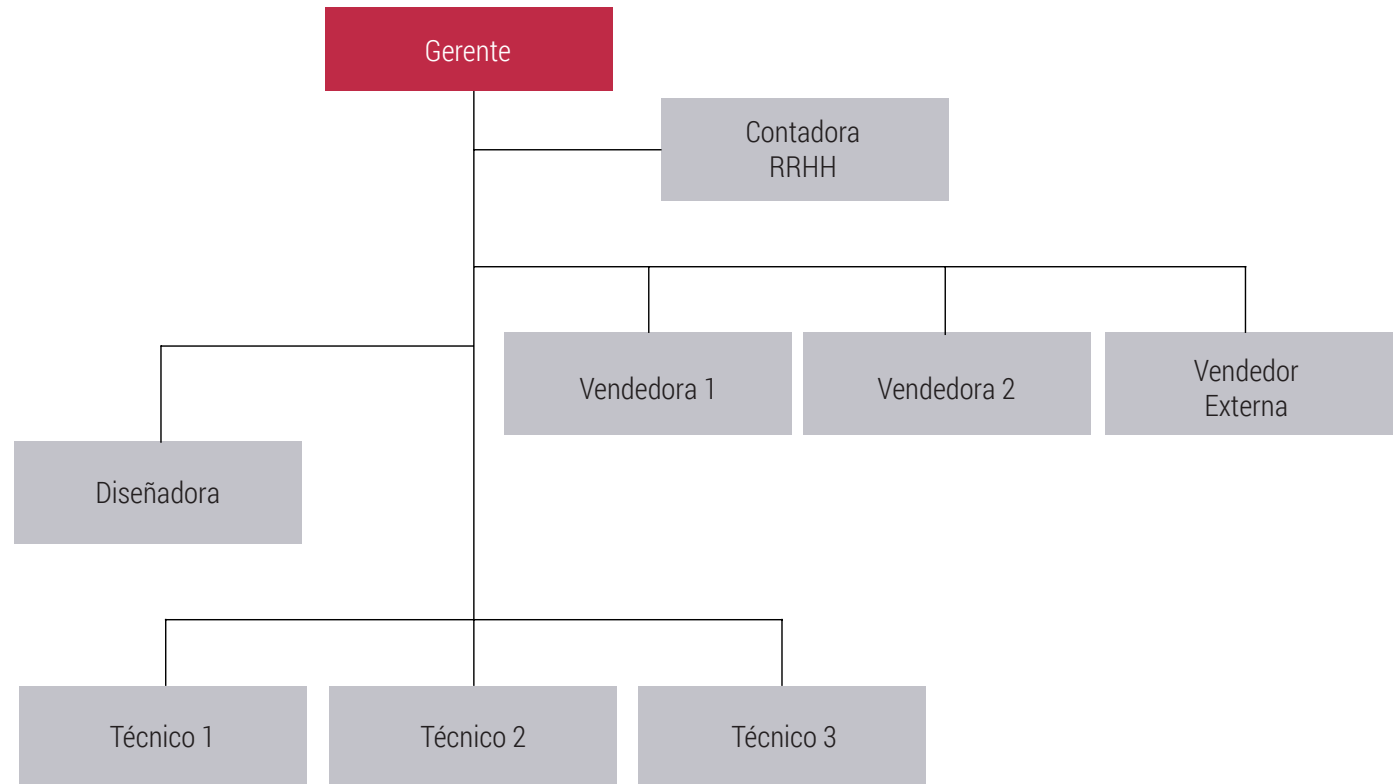 Gerente
Contadora
RRHH
Vendedora 1
Vendedora 2
Vendedor
Externa
Diseñadora
Técnico 1
Técnico 2
Técnico 3